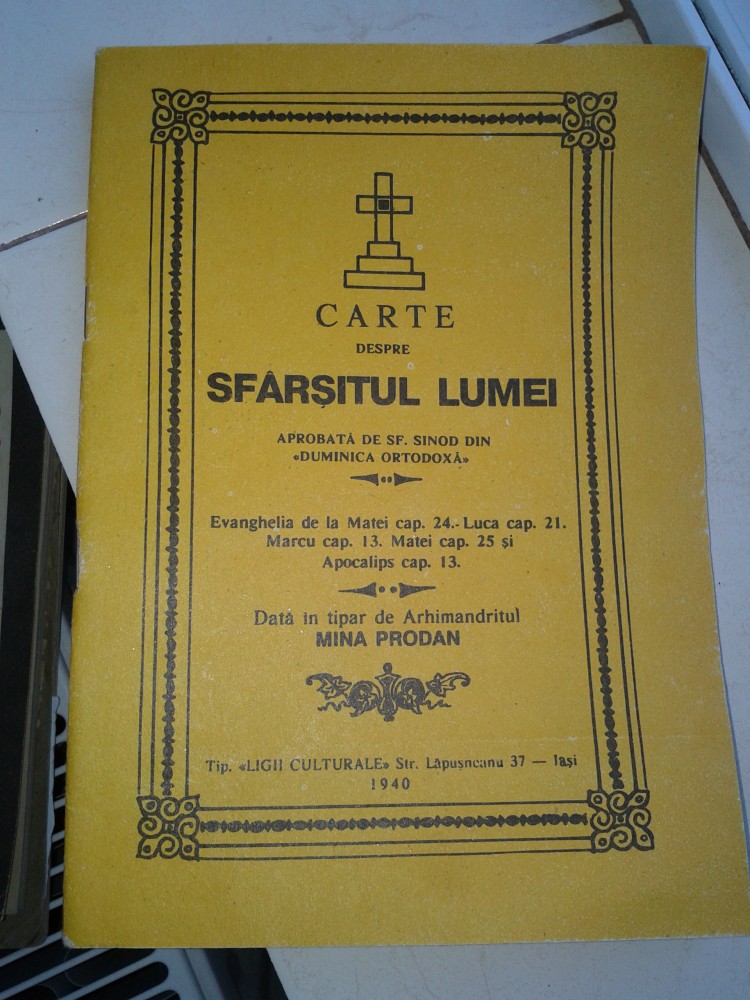 CARTE
DESPRE
SFÂRȘITUL LUMEI
APROBATĂ DE SF. SINOD DIN
«DUMINICA ORTODOXĂ»
Evanghelia de la Matei cap. 24.- Luca cap. 21.
Marcu cap. 13. Matei cap. 25 și
Apocalips cap. 13.
Dată in tipar de Arhimandritul
MINA PRODAN
Tip. «LIGII CULTURALE» Str. Lăpușneanu 37 — Iași
1940